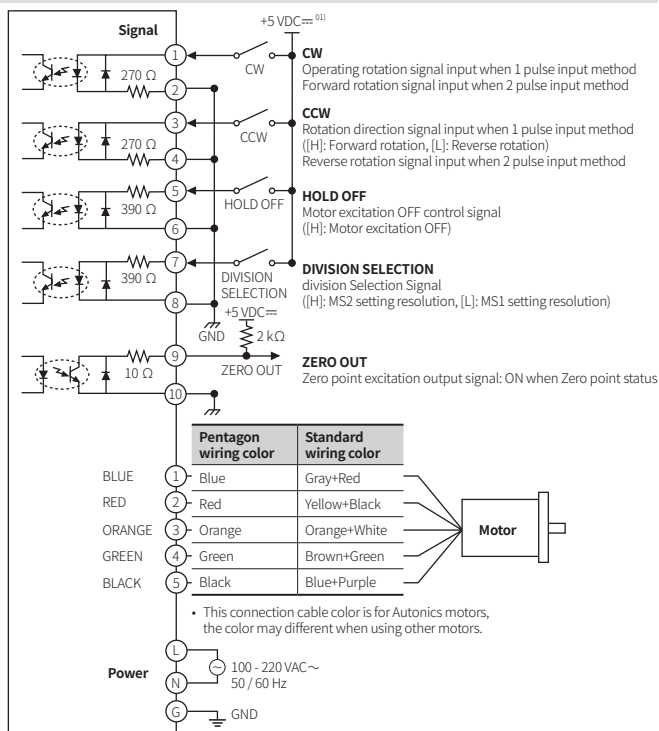 Signal
+5 VDC⎓ 01)
1
CW
CW
Operating rotation signal input when 1 pulse input method
Forward rotation signal input when 2 pulse input method
270 Ω
2
3
CCW
CCW
Rotation direction signal input when 1 pulse input method
([H]: Forward rotation, [L]: Reverse rotation)
Reverse rotation signal input when 2 pulse input method
270 Ω
4
5
HOLD OFF
HOLD OFF
Motor excitation OFF control signal
([H]: Motor excitation OFF)
390 Ω
6
7
DIVISION
SELECTION
DIVISION SELECTION
division Selection Signal
([H]: MS2 setting resolution, [L]: MS1 setting resolution)
390 Ω
8
+5 VDC⎓
GND
2 kΩ
9
ZERO OUT
10 Ω
ZERO OUT
Zero point excitation output signal: ON when Zero point status
10
Pentagon wiring color
Standard wiring color
BLUE 1 Blue Gray+Red
RED 2 Red Yellow+Black
ORANGE 3 Orange Orange+White
GREEN 4 Green Brown+Green
BLACK 5 Black Blue+Purple
Motor
• This connection cable color is for Autonics motors,
the color may different when using other motors.
Power
L
100 - 220 VAC~
50 / 60 Hz
N
G
GND